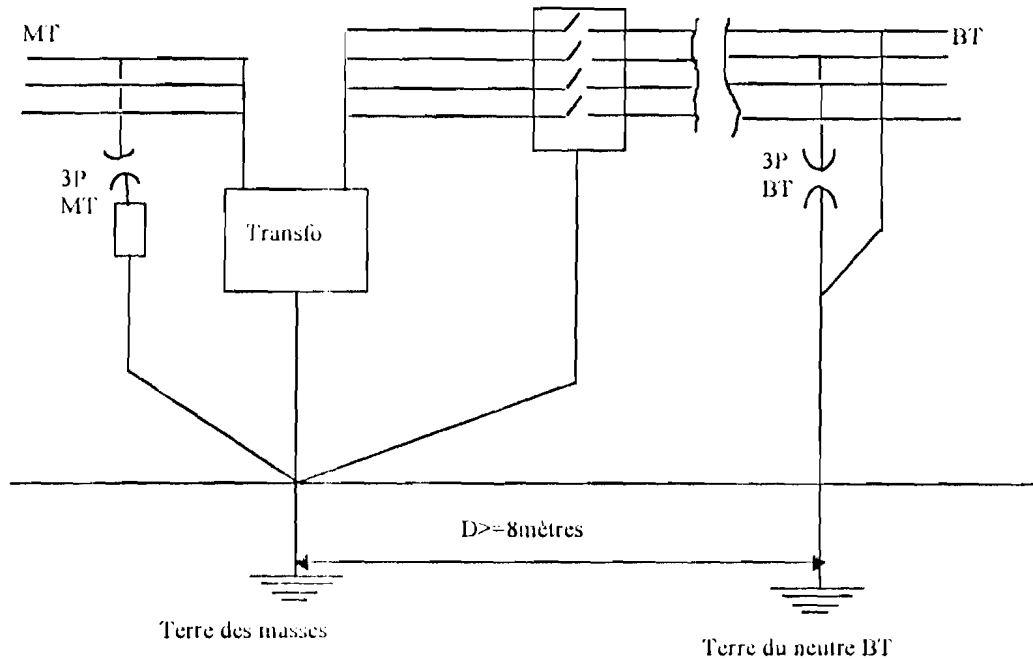 MT
BT
3P
MT
Transfo
3P
BT
D>=8mètres
Terre des masses
Terre du neutre BT